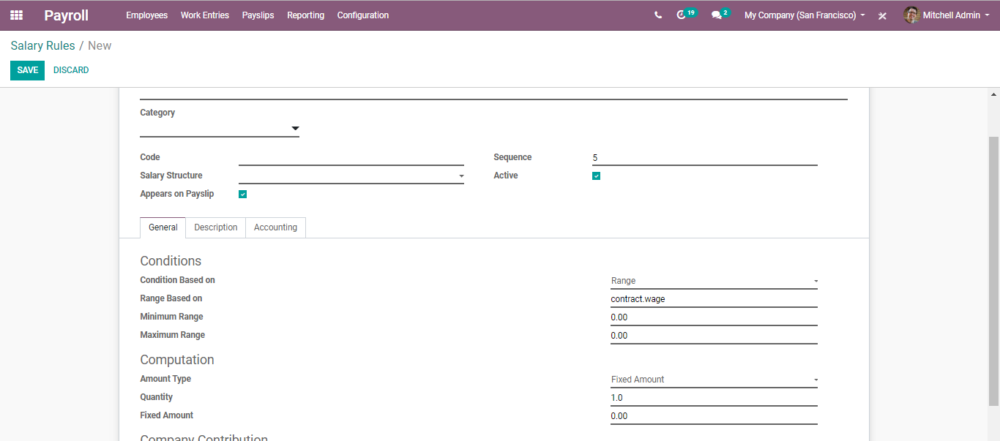 Payroll Employees Work Entries Payslips Reporting Configuration 19 2 My Company (San Francisco) Mitchell Admin
Salary Rules / New
SAVE DISCARD
Category
Code Sequence 5
Salary Structure Active
Appears on Payslip
General Description Accounting
Conditions
Condition Based on Range
Range Based on contract.wage
Minimum Range 0.00
Maximum Range 0.00
Computation
Amount Type Fixed Amount
Quantity 1.0
Fixed Amount 0.00
Company Contribution